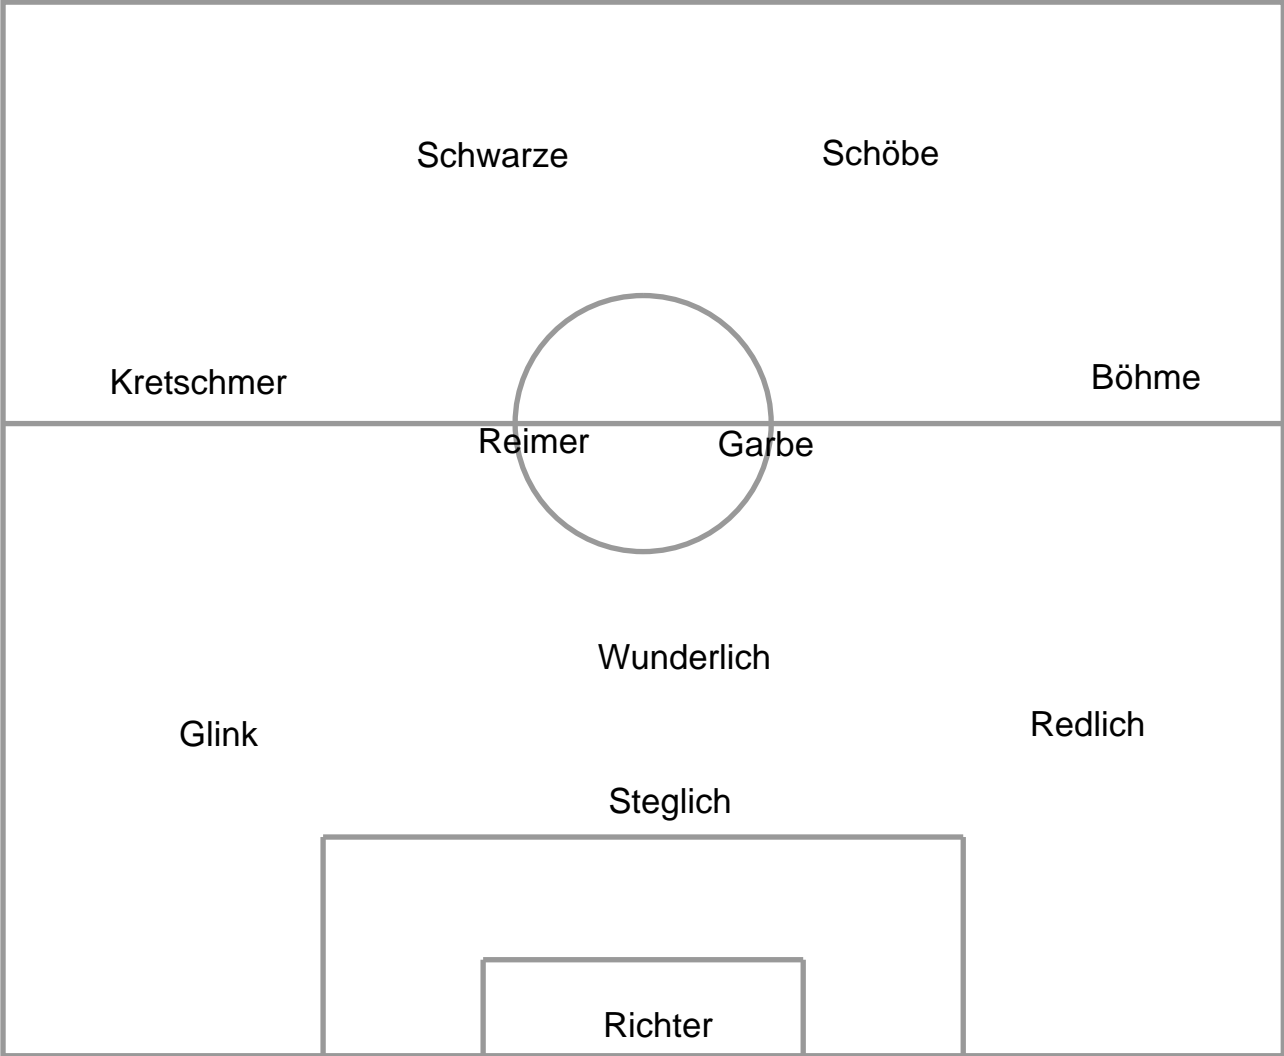 Schwarze
Schöbe
Kretschmer
Böhme
Reimer
Garbe
Wunderlich
Glink
Redlich
Steglich
Richter